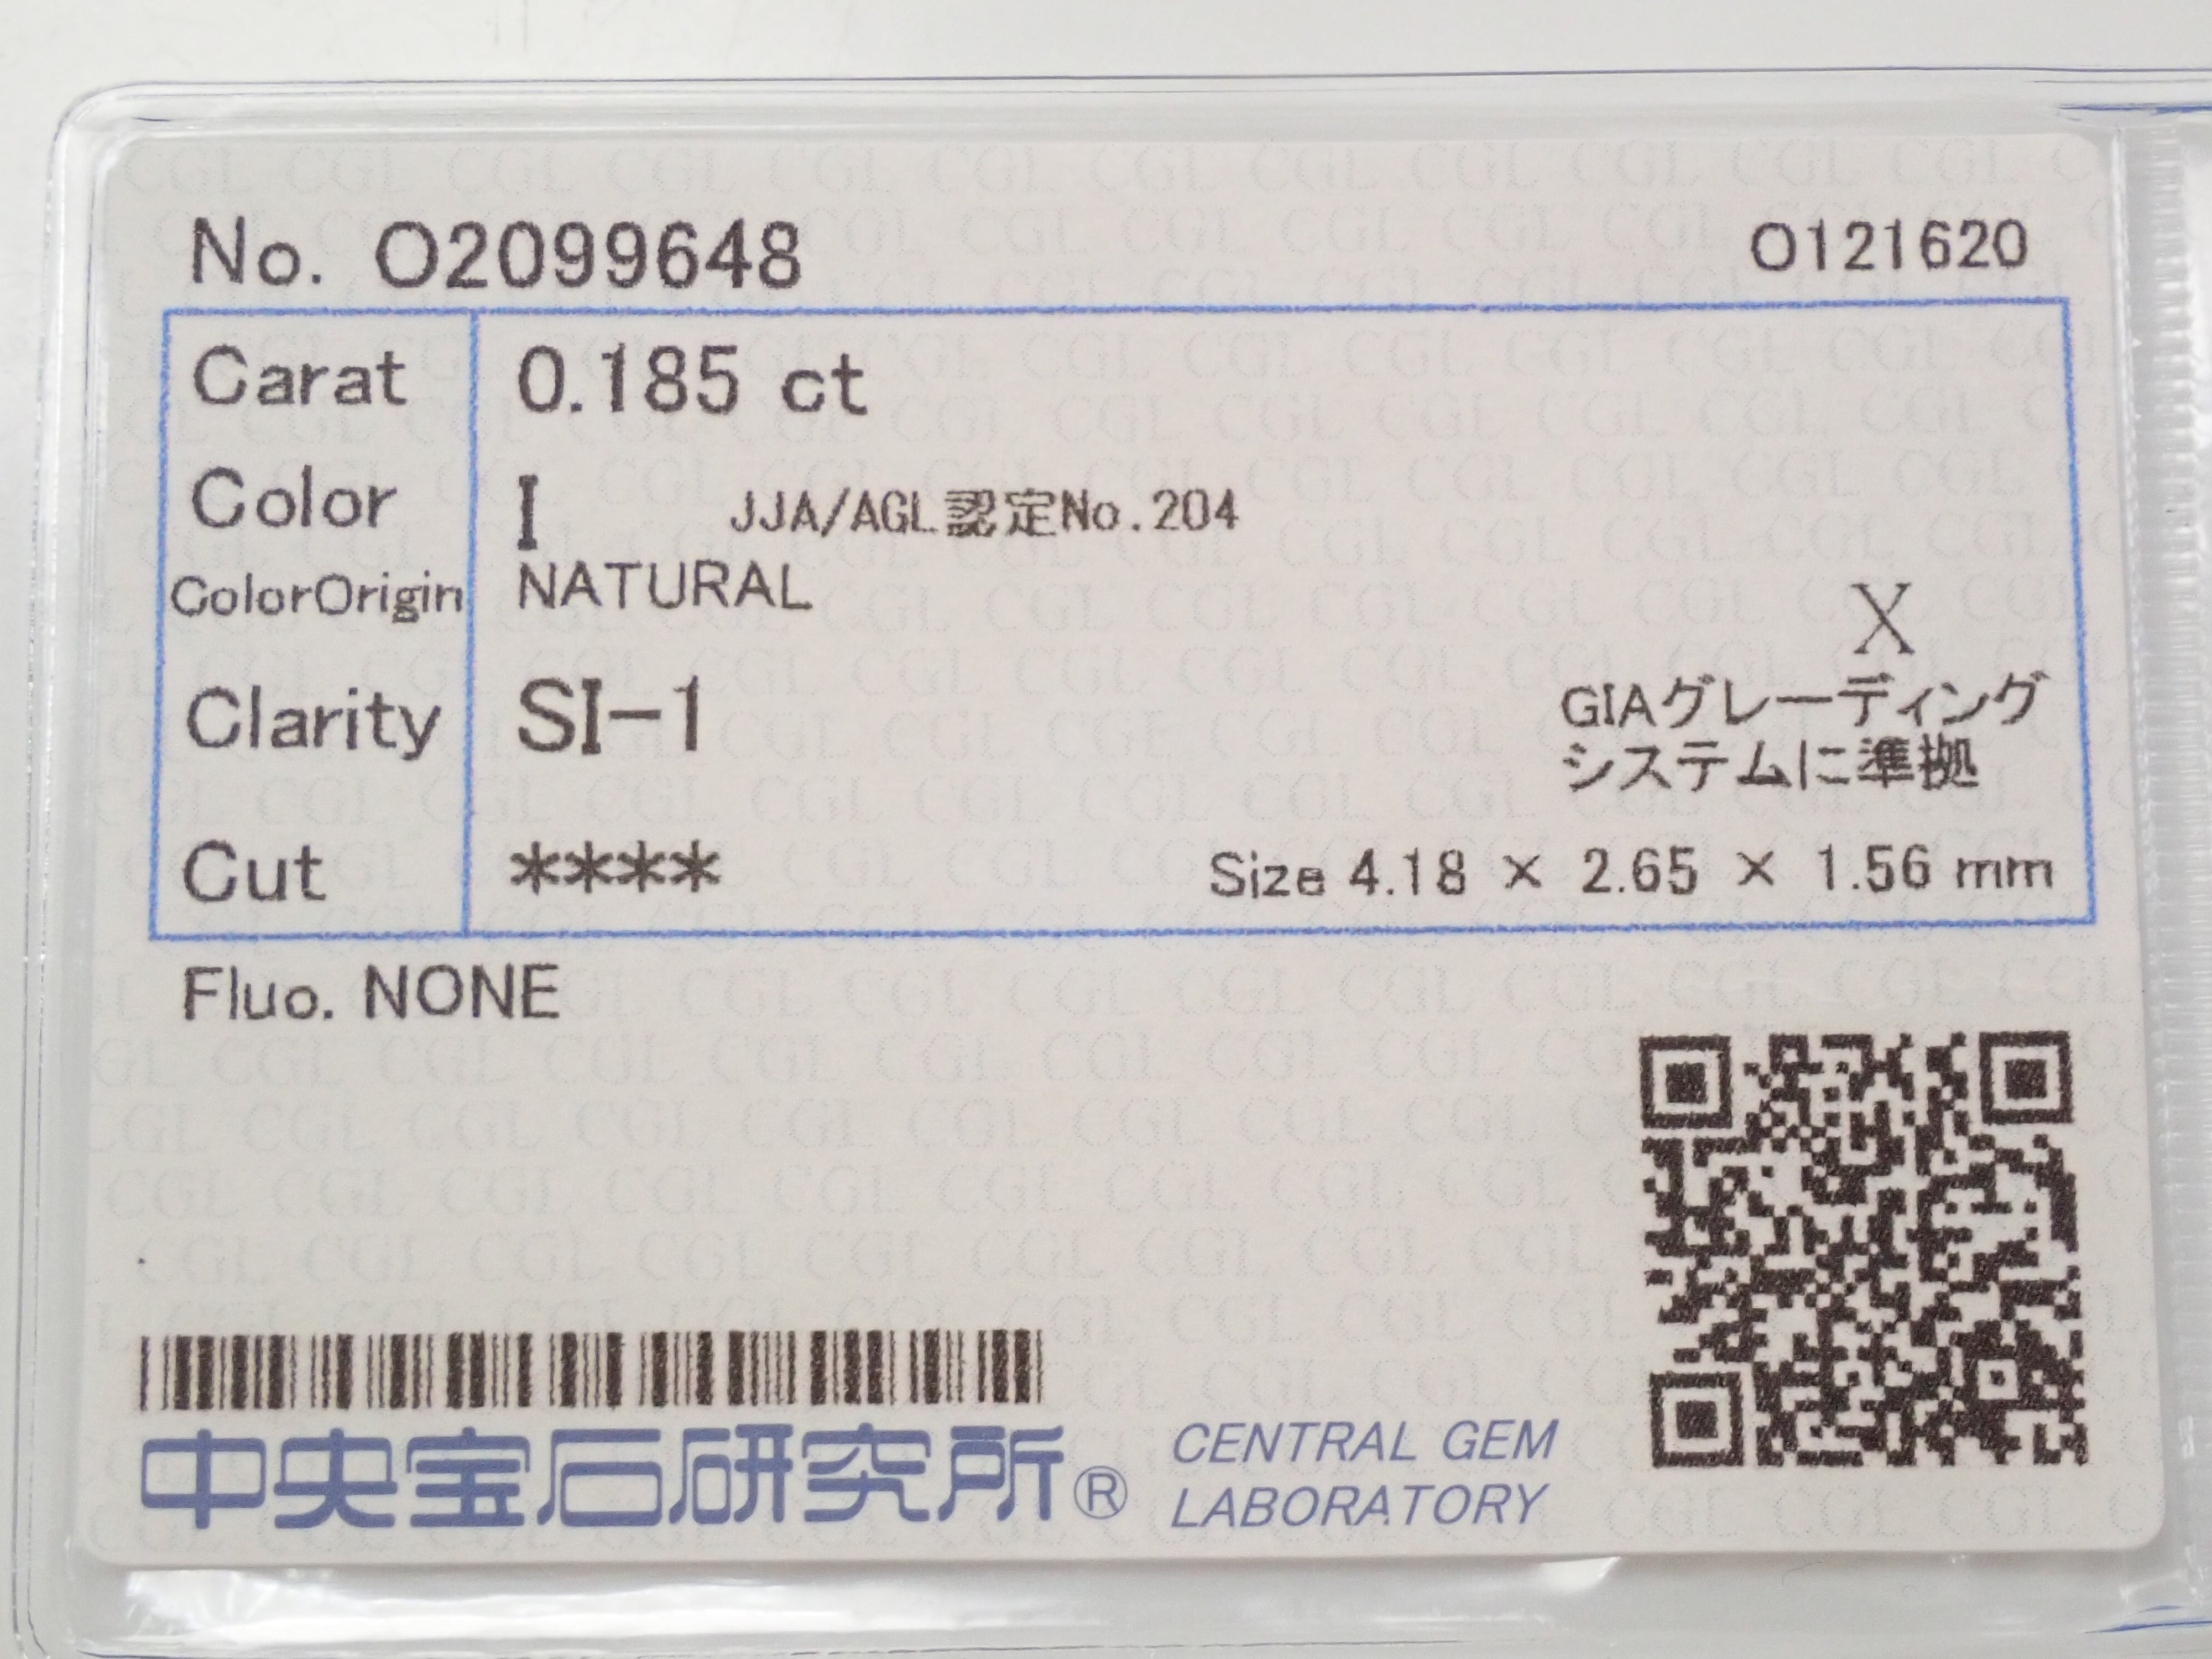 No. O2099648 O121620
Carat 0.185 ct
Color I JJA/AGL認定No.204
ColorOrigin NATURAL
X
Clarity SI-1
GIAグレーディング
システムに準拠
Cut **** Size 4.18 × 2.65 × 1.56 mm
Fluo. NONE
中央宝石研究所®
CENTRAL GEM
LABORATORY